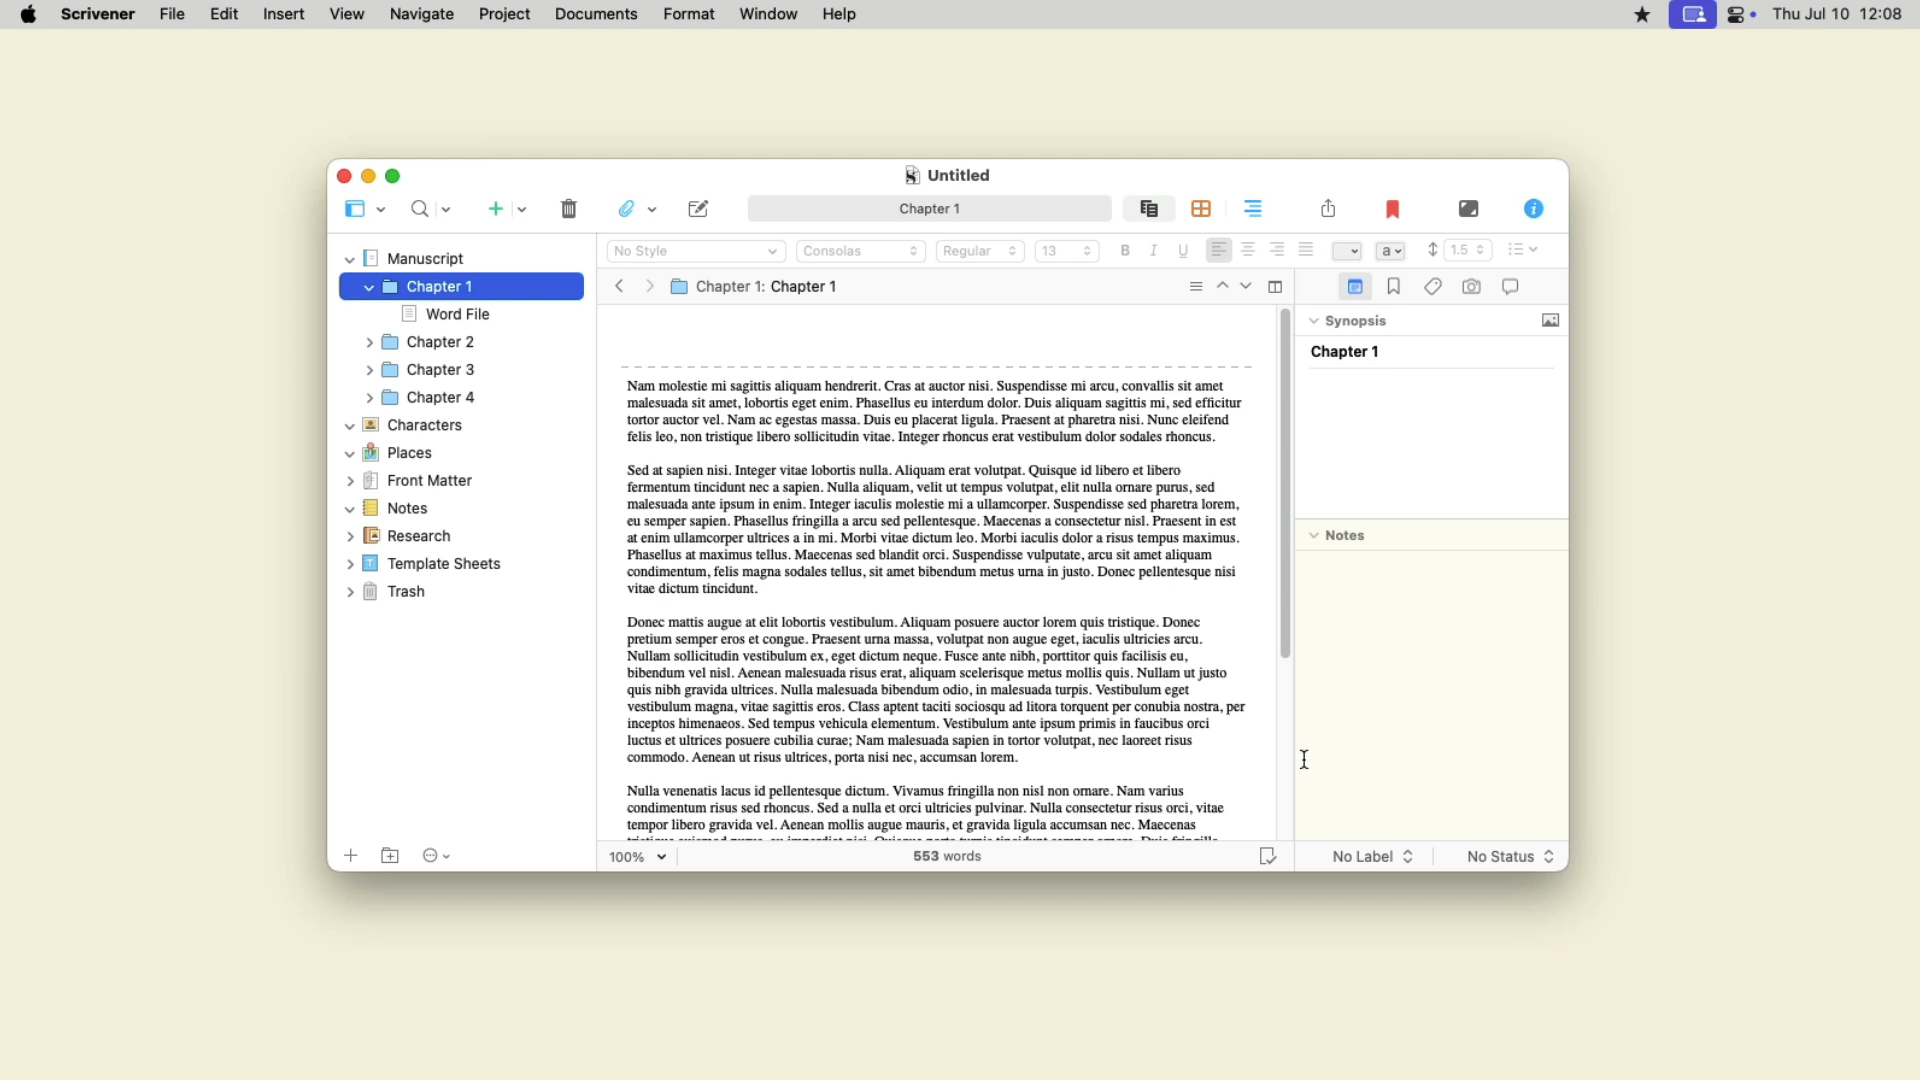 Scrivener File Edit Insert View Navigate Project Documents Format Window Help Thu Jul 10 12:08
Untitled
Chapter 1
No Style Consolas Regular 13 B I U a 1.5
Manuscript
Chapter 1
Word File
Chapter 2
Chapter 3
Chapter 4
Characters
Places
Front Matter
Notes
Research
Template Sheets
Trash
Chapter 1: Chapter 1
Nam molestie mi sagittis aliquam hendrerit. Cras at auctor nisi. Suspendisse mi arcu, convallis sit amet
malesuada sit amet, lobortis eget enim. Phasellus eu interdum dolor. Duis aliquam sagittis mi, sed efficitur
tortor auctor vel. Nam ac egestas massa. Duis eu placerat ligula. Praesent at pharetra nisi. Nunc eleifend
felis leo, non tristique libero sollicitudin vitae. Integer rhoncus erat vestibulum dolor sodales rhoncus.
Sed at sapien nisi. Integer vitae lobortis nulla. Aliquam erat volutpat. Quisque id libero et libero
fermentum tincidunt nec a sapien. Nulla aliquam, velit ut tempus volutpat, elit nulla ornare purus, sed
malesuada ante ipsum in enim. Integer iaculis molestie mi a ullamcorper. Suspendisse sed pharetra lorem,
eu semper sapien. Phasellus fringilla a arcu sed pellentesque. Maecenas a consectetur nisl. Praesent in est
at enim ullamcorper ultrices a in mi. Morbi vitae dictum leo. Morbi iaculis dolor a risus tempus maximus.
Phasellus at maximus tellus. Maecenas sed blandit orci. Suspendisse vulputate, arcu sit amet aliquam
condimentum, felis magna sodales tellus, sit amet bibendum metus urna in justo. Donec pellentesque nisi
vitae dictum tincidunt.
Donec mattis augue at elit lobortis vestibulum. Aliquam posuere auctor lorem quis tristique. Donec
pretium semper eros et congue. Praesent urna massa, volutpat non augue eget, iaculis ultricies arcu.
Nullam sollicitudin vestibulum ex, eget dictum neque. Fusce ante nibh, porttitor quis facilisis eu,
bibendum vel nisl. Aenean malesuada risus erat, aliquam scelerisque metus mollis quis. Nullam ut justo
quis nibh gravida ultrices. Nulla malesuada bibendum odio, in malesuada turpis. Vestibulum eget
vestibulum magna, vitae sagittis eros. Class aptent taciti sociosqu ad litora torquent per conubia nostra, per
inceptos himenaeos. Sed tempus vehicula elementum. Vestibulum ante ipsum primis in faucibus orci
luctus et ultrices posuere cubilia curae; Nam malesuada sapien in tortor volutpat, nec laoreet risus
commodo. Aenean ut risus ultrices, porta nisi nec, accumsan lorem.
Nulla venenatis lacus id pellentesque dictum. Vivamus fringilla non nisl non ornare. Nam varius
condimentum risus sed rhoncus. Sed a nulla et orci ultricies pulvinar. Nulla consectetur risus orci, vitae
tempor libero gravida vel. Aenean mollis augue mauris, et gravida ligula accumsan nec. Maecenas
100% 553 words
Synopsis
Chapter 1
Notes
No Label No Status